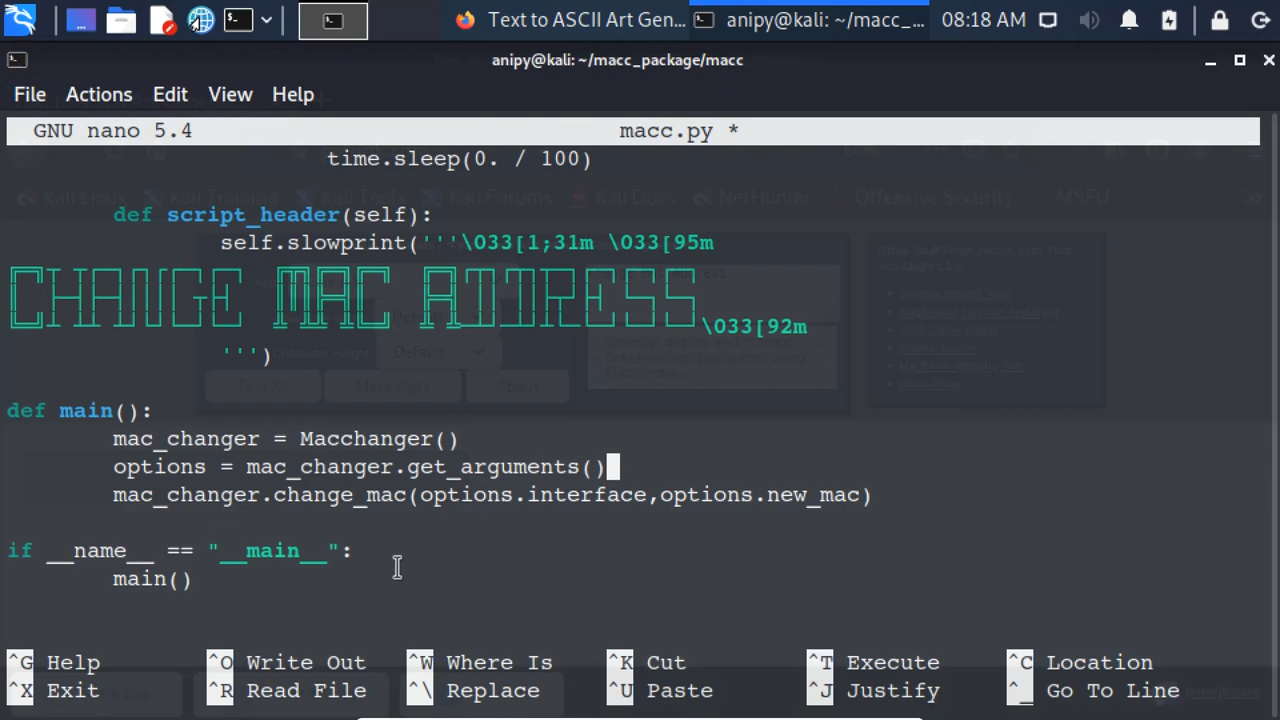 Text to ASCII Art Gen... anipy@kali: ~/macc_... 08:18 AM
anipy@kali: ~/macc_package/macc
File Actions Edit View Help
GNU nano 5.4 macc.py *
time.sleep(0. / 100)
def script_header(self):
self.slowprint('''\033[1;31m \033[95m
CHANGE MAC ADDRESS \033[92m
''')
def main():
mac_changer = Macchanger()
options = mac_changer.get_arguments()
mac_changer.change_mac(options.interface,options.new_mac)
if __name__ == "__main__":
main()
^G Help ^O Write Out ^W Where Is ^K Cut ^T Execute ^C Location
^X Exit ^R Read File ^\ Replace ^U Paste ^J Justify ^_ Go To Line